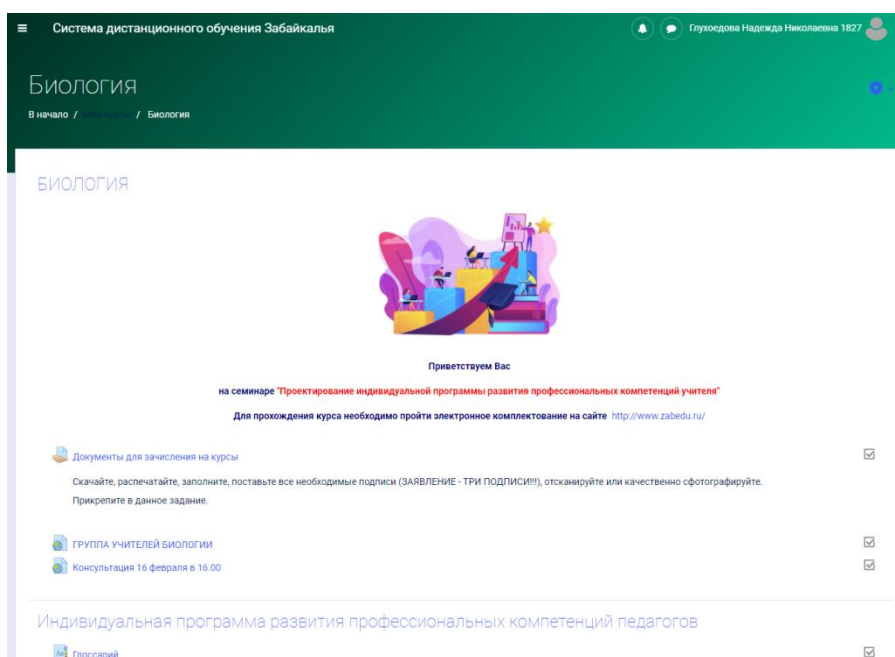 Система дистанционного обучения Забайкалья
Глухоедова Надежда Николаевна 1827
Биология
В начало / Мои курсы / Биология
БИОЛОГИЯ
Приветствуем Вас
на семинаре "Проектирование индивидуальной программы развития профессиональных компетенций учителя"
Для прохождения курса необходимо пройти электронное комплектование на сайте http://www.zabedu.ru/
Документы для зачисления на курсы
Скачайте, распечатайте, заполните, поставьте все необходимые подписи (ЗАЯВЛЕНИЕ - ТРИ ПОДПИСИ!!!), отсканируйте или качественно сфотографируйте.
Прикрепите в данное задание.
ГРУППА УЧИТЕЛЕЙ БИОЛОГИИ
Консультация 16 февраля в 16.00
Индивидуальная программа развития профессиональных компетенций педагогов
Глоссарий